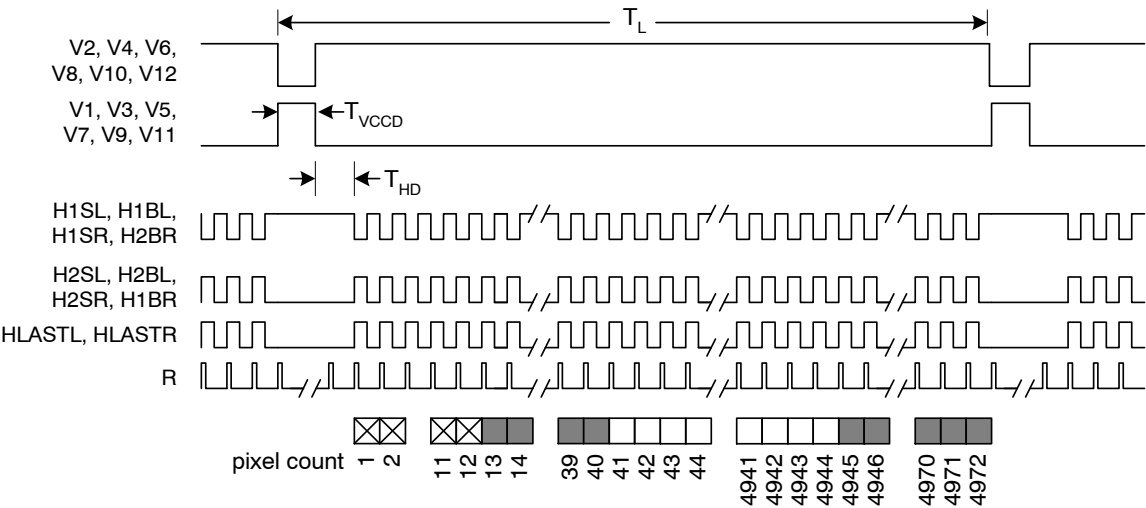 T_L
V2, V4, V6,
V8, V10, V12
V1, V3, V5,
V7, V9, V11
T_VCCD
T_HD
H1SL, H1BL,
H1SR, H2BR
H2SL, H2BL,
H2SR, H1BR
HLASTL, HLASTR
R
pixel count 1 2 11 12 13 14 39 40 41 42 43 44 4941 4942 4943 4944 4945 4946 4970 4971 4972